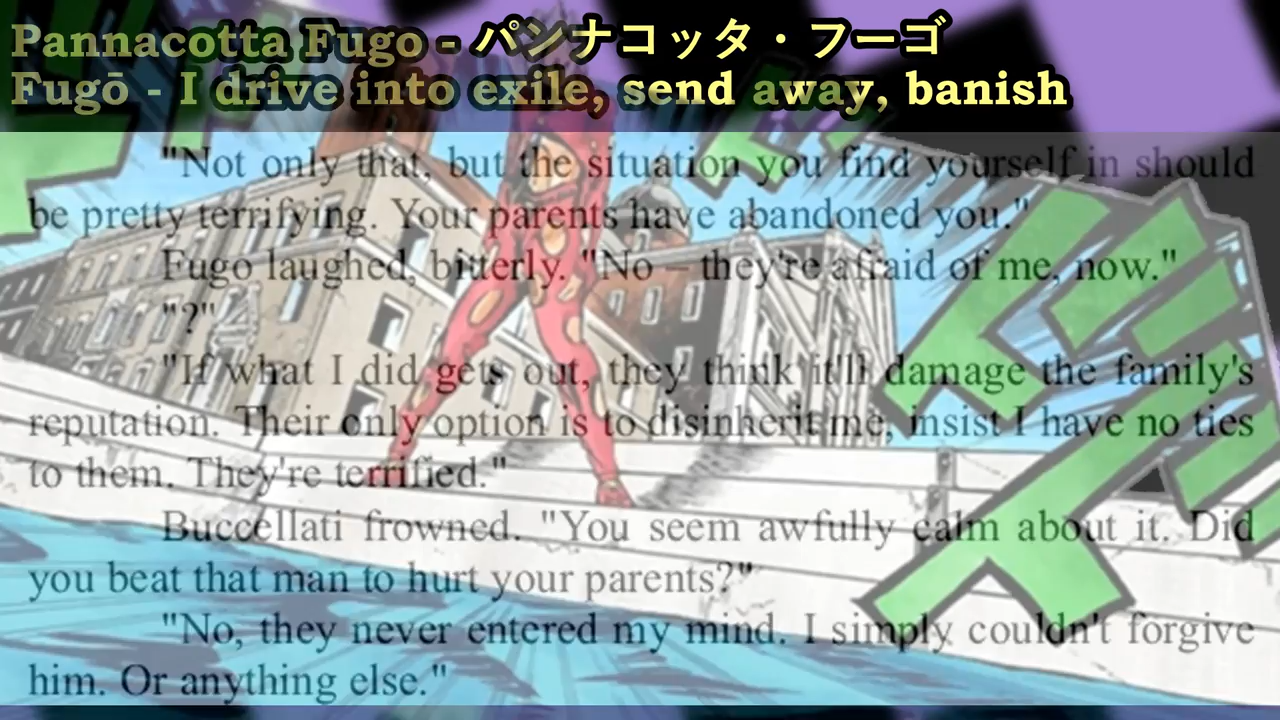 Pannacotta Fugo - パンナコッタ・フーゴ
Fugō - I drive into exile, send away, banish
"Not only that, but the situation you find yourself in should
be pretty terrifying. Your parents have abandoned you."
Fugo laughed, bitterly. "No – they're afraid of me, now."
"?"
"If what I did gets out, they think it'll damage the family's
reputation. Their only option is to disinherit me, insist I have no ties
to them. They're terrified."
Buccellati frowned. "You seem awfully calm about it. Did
you beat that man to hurt your parents?"
"No, they never entered my mind. I simply couldn't forgive
him. Or anything else."